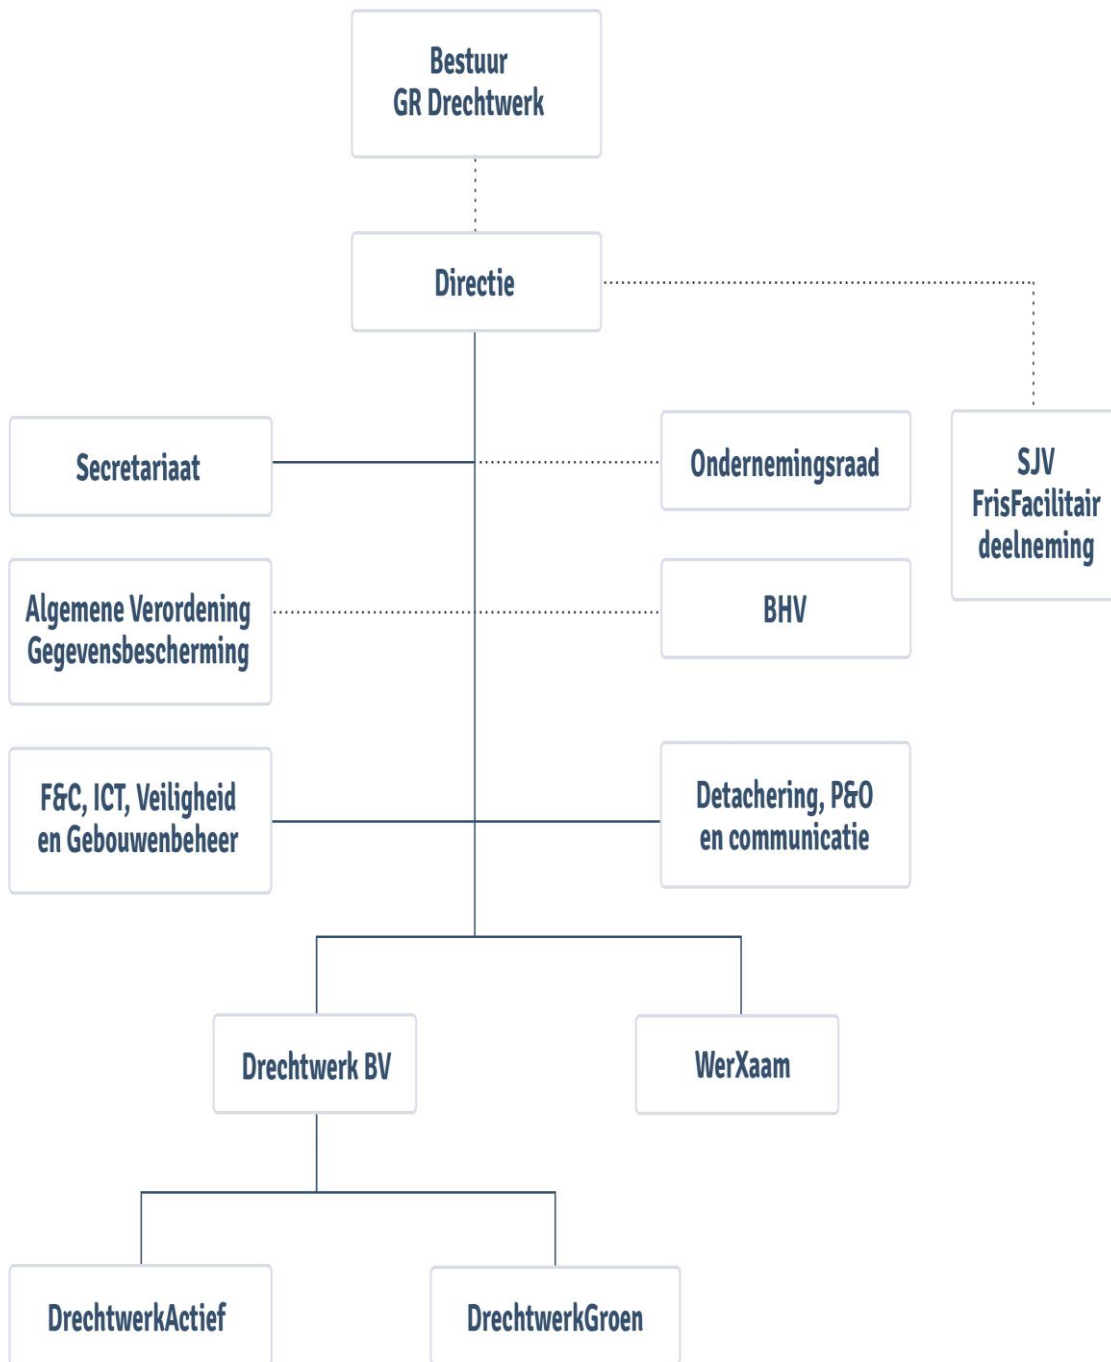 Bestuur
GR Drechtwerk
Directie
Secretariaat
Ondernemingsraad
SJV
FrisFacilitair
deelneming
Algemene Verordening
Gegevensbescherming
BHV
F&C, ICT, Veiligheid
en Gebouwenbeheer
Detachering, P&O
en communicatie
Drechtwerk BV
WerXaam
DrechtwerkActief
DrechtwerkGroen